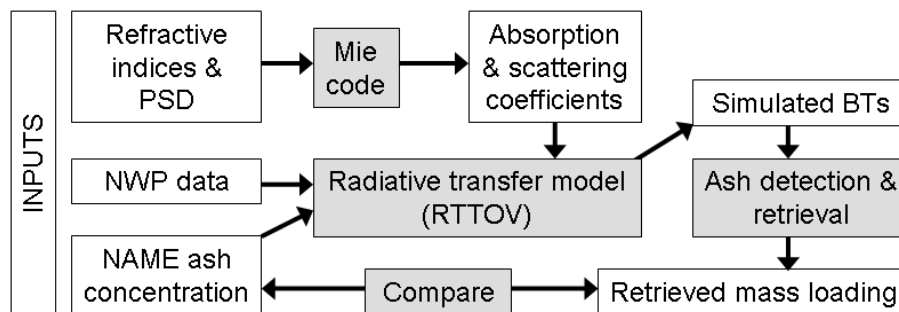 INPUTS
Refractive
indices &
PSD
Mie
code
Absorption
& scattering
coefficients
Simulated BTs
NWP data
Radiative transfer model
(RTTOV)
Ash detection &
retrieval
NAME ash
concentration
Compare
Retrieved mass loading